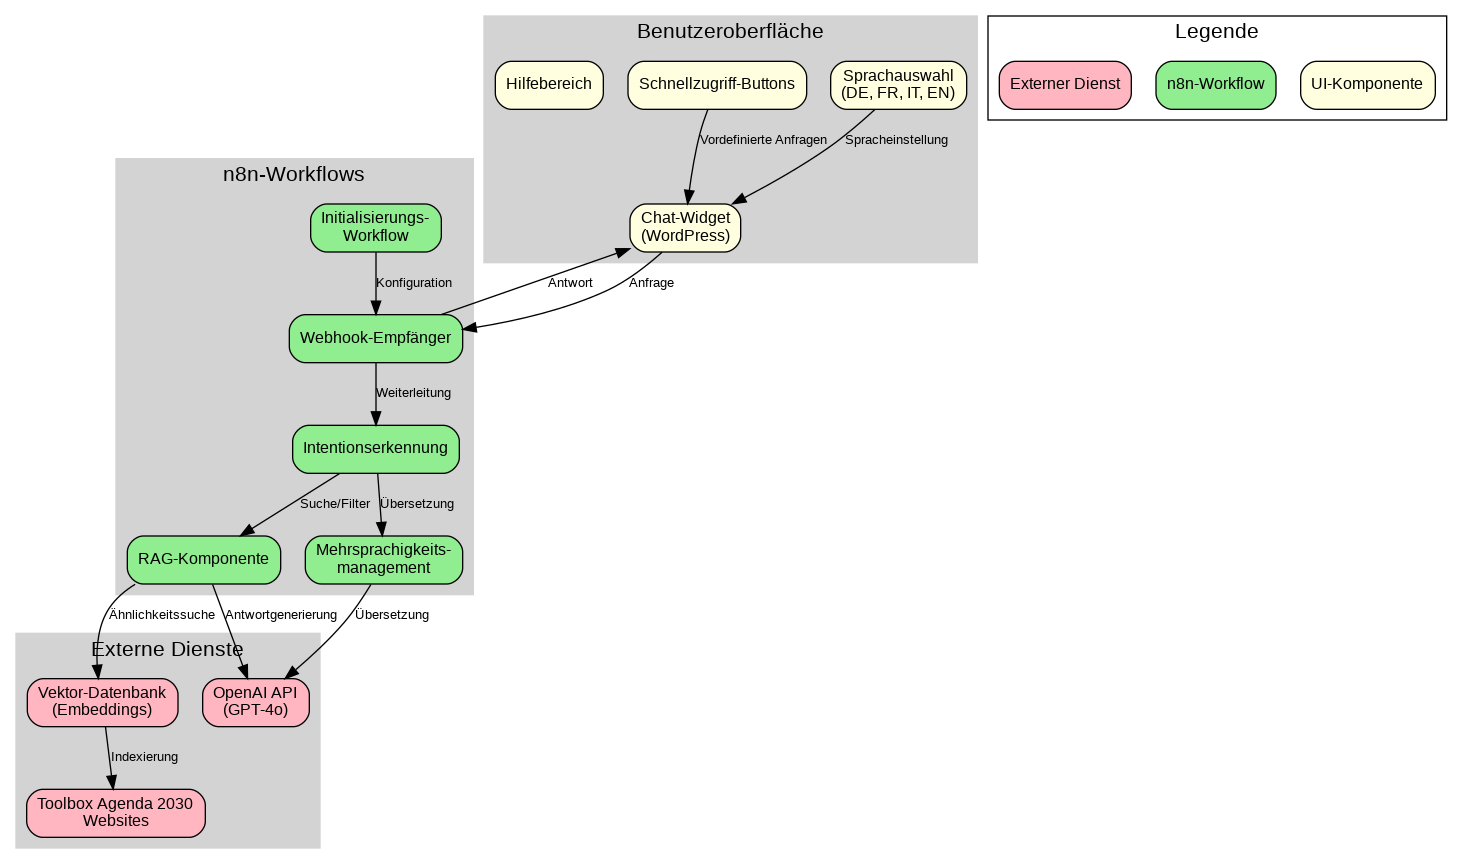 Benutzeroberfläche
Hilfebereich
Schnellzugriff-Buttons
Sprachauswahl
(DE, FR, IT, EN)
Vordefinierte Anfragen
Spracheinstellung
Chat-Widget
(WordPress)
Legende
Externer Dienst
n8n-Workflow
UI-Komponente
n8n-Workflows
Initialisierungs-
Workflow
Konfiguration
Antwort
Anfrage
Webhook-Empfänger
Weiterleitung
Intentionserkennung
Suche/Filter
Übersetzung
RAG-Komponente
Mehrsprachigkeits-
management
Ähnlichkeitssuche
Antwortgenerierung
Übersetzung
Externe Dienste
Vektor-Datenbank
(Embeddings)
OpenAI API
(GPT-4o)
Indexierung
Toolbox Agenda 2030
Websites